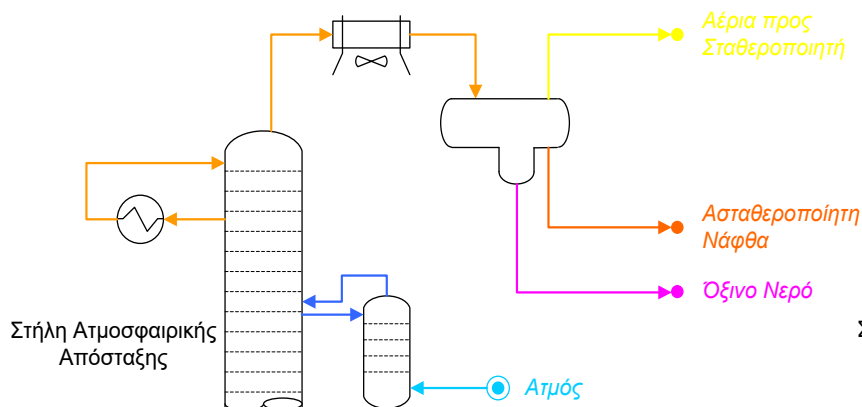 Αέρια προς
Σταθεροποιητή
Ασταθεροποίητη
Νάφθα
Όξινο Νερό
Στήλη Ατμοσφαιρικής
Απόσταξης
Σ
Ατμός